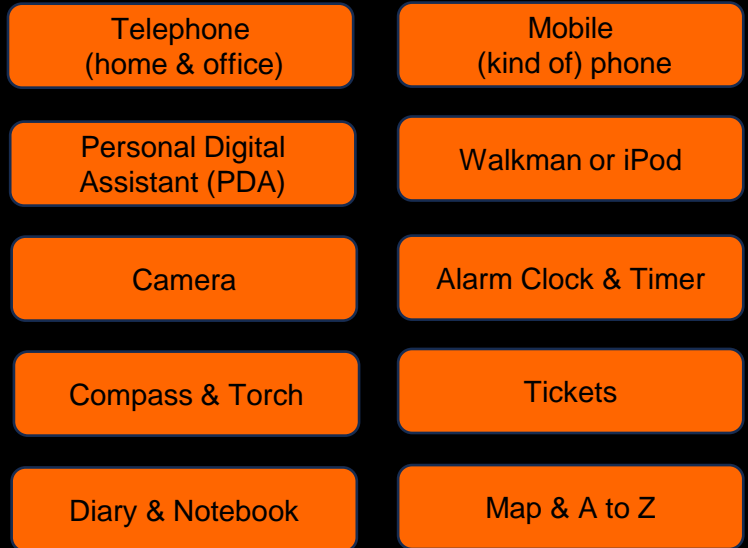 Telephone
(home & office)
Mobile
(kind of) phone
Personal Digital
Assistant (PDA)
Walkman or iPod
Camera
Alarm Clock & Timer
Compass & Torch
Tickets
Diary & Notebook
Map & A to Z